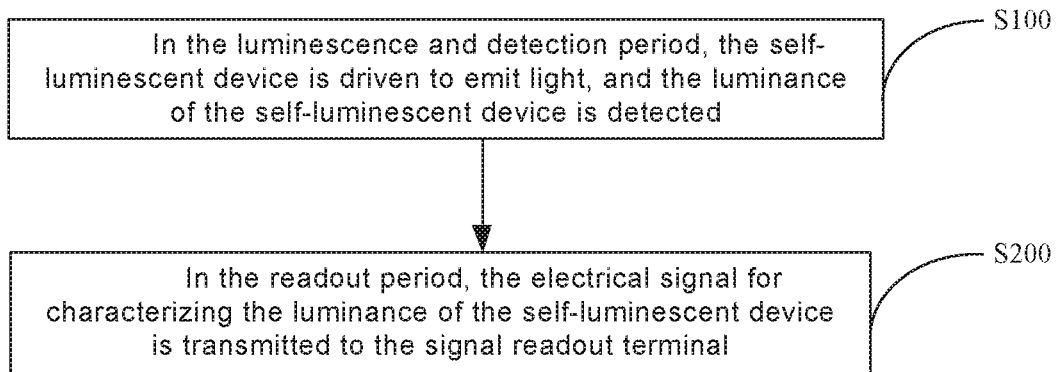 S100
In the luminescence and detection period, the self-
luminescent device is driven to emit light, and the luminance
of the self-luminescent device is detected
S200
In the readout period, the electrical signal for
characterizing the luminance of the self-luminescent device
is transmitted to the signal readout terminal